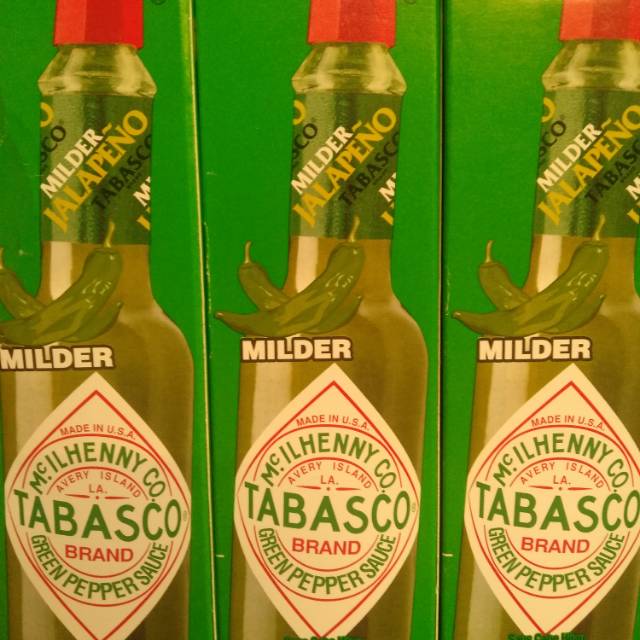 MILDER
JALAPEÑO
TABASCO
MILDER
MADE IN U.S.A.
McILHENNY CO.
AVERY ISLAND
LA.
TABASCO®
BRAND
GREEN PEPPER SAUCE
MILDER
JALAPEÑO
TABASCO
MILDER
MADE IN U.S.A.
McILHENNY CO.
AVERY ISLAND
LA.
TABASCO®
BRAND
GREEN PEPPER SAUCE
MILDER
JALAPEÑO
TABASCO
MILDER
MADE IN U.S.A.
McILHENNY CO.
AVERY ISLAND
LA.
TABASCO
BRAND
GREEN PEPPER SAUCE